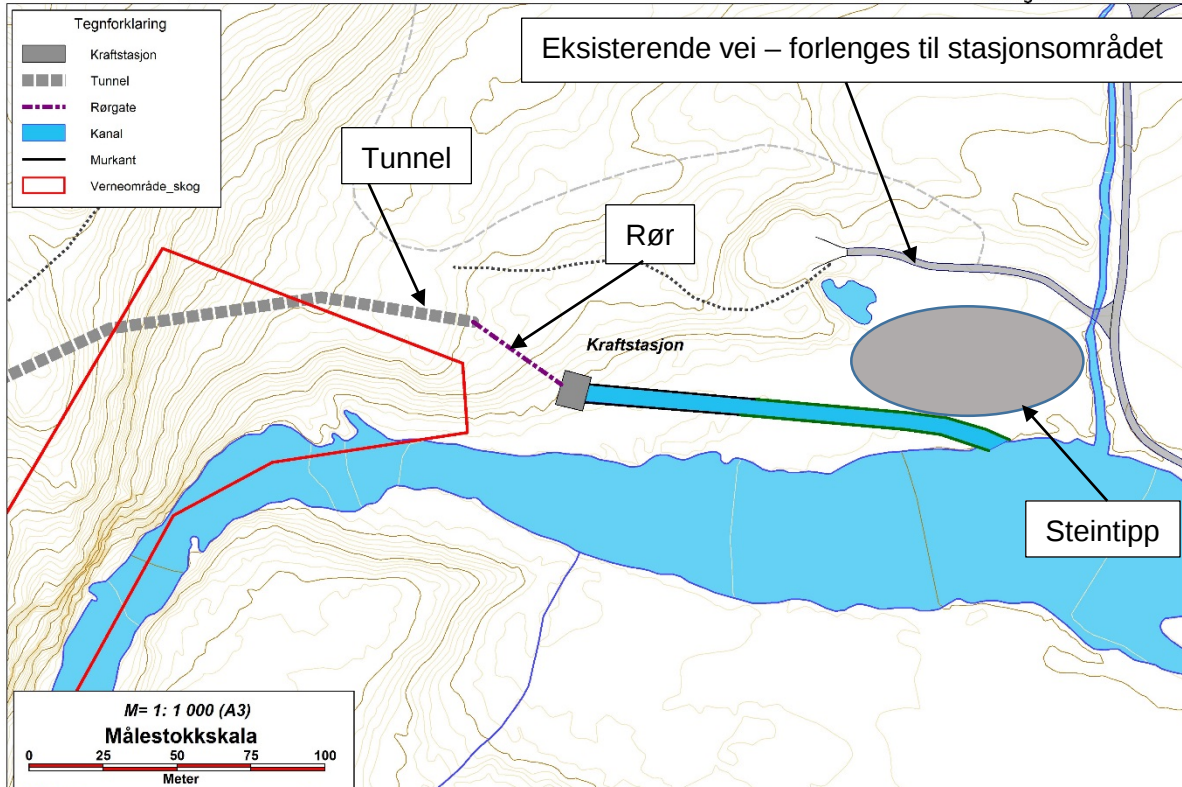 Tegnforklaring
Kraftstasjon
Tunnel
Rørgate
Kanal
Murkant
Verneområde_skog
Eksisterende vei – forlenges til stasjonsområdet
Tunnel
Rør
Kraftstasjon
Steintipp
M= 1: 1 000 (A3)
Målestokkskala
0 25 50 75 100
Meter